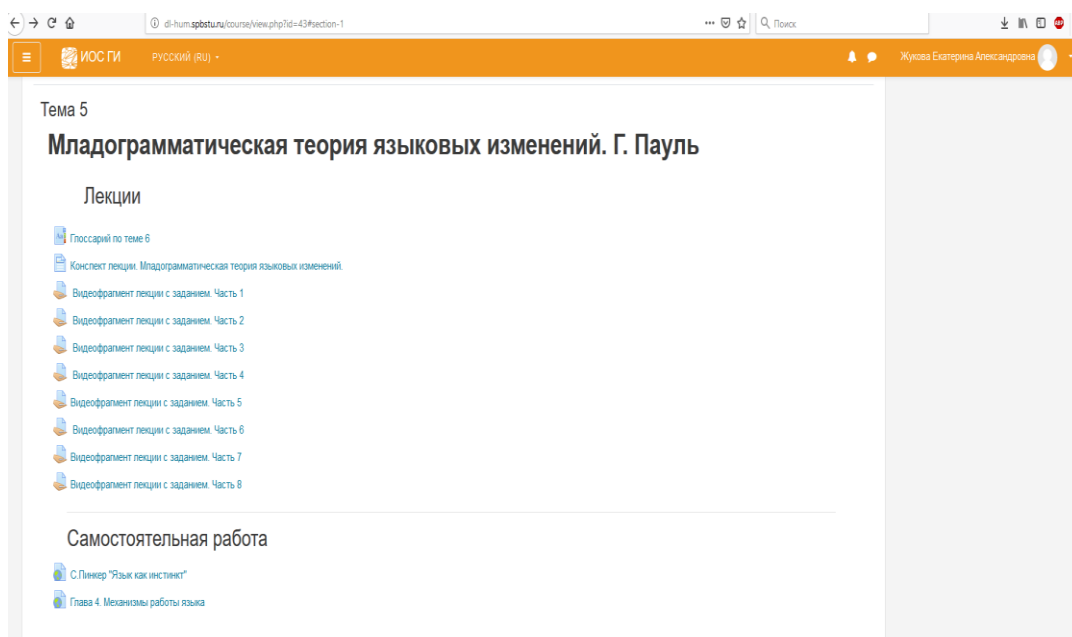 dl-hum.spbstu.ru/course/view.php?id=43#section-1
Поиск
ИОС ГИ
РУССКИЙ (RU)
Жукова Екатерина Александровна
Тема 5
Младограмматическая теория языковых изменений. Г. Пауль
Лекции
Глоссарий по теме 6
Конспект лекции. Младограмматическая теория языковых изменений.
Видеофрагмент лекции с заданием. Часть 1
Видеофрагмент лекции с заданием. Часть 2
Видеофрагмент лекции с заданием. Часть 3
Видеофрагмент лекции с заданием. Часть 4
Видеофрагмент лекции с заданием. Часть 5
Видеофрагмент лекции с заданием. Часть 6
Видеофрагмент лекции с заданием. Часть 7
Видеофрагмент лекции с заданием. Часть 8
Самостоятельная работа
С.Пинкер "Язык как инстинкт"
Глава 4. Механизмы работы языка